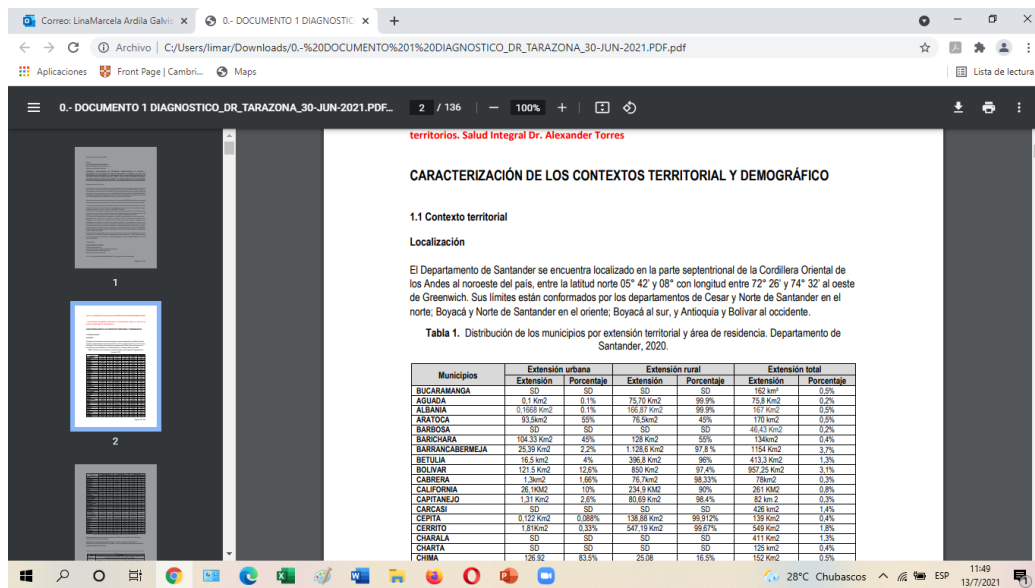 Correo: LinaMarcela Ardila Galvis
0.- DOCUMENTO 1 DIAGNOSTICO
Archivo | C:/Users/limar/Downloads/0.-%20DOCUMENTO%201%20DIAGNOSTICO_DR_TARAZONA_30-JUN-2021.PDF.pdf
Aplicaciones Front Page | Cambri... Maps Lista de lectura
0.- DOCUMENTO 1 DIAGNOSTICO_DR_TARAZONA_30-JUN-2021.PDF... 2 / 136 | — 100% +
territorios. Salud Integral Dr. Alexander Torres
CARACTERIZACIÓN DE LOS CONTEXTOS TERRITORIAL Y DEMOGRÁFICO
1.1 Contexto territorial
Localización
El Departamento de Santander se encuentra localizado en la parte septentrional de la Cordillera Oriental de
los Andes al noroeste del país, entre la latitud norte 05° 42' y 08° con longitud entre 72° 26' y 74° 32' al oeste
de Greenwich. Sus límites están conformados por los departamentos de Cesar y Norte de Santander en el
norte; Boyacá y Norte de Santander en el oriente; Boyacá al sur, y Antioquia y Bolívar al occidente.
Tabla 1. Distribución de los municipios por extensión territorial y área de residencia. Departamento de
Santander, 2020.
Municipios Extensión urbana Extensión rural Extensión total
Extensión Porcentaje Extensión Porcentaje Extensión Porcentaje
BUCARAMANGA SD SD SD SD 162 km² 0,5%
AGUADA 0,1 Km2 0.1% 75,70 Km2 99.9% 75,8 Km2 0,2%
ALBANIA 0,1668 Km2 0.1% 166,87 Km2 99.9% 167 Km2 0,5%
ARATOCA 93,5km2 55% 76,5km2 45% 170 km2 0,5%
BARBOSA SD SD SD SD 46,43 Km2 0,2%
BARICHARA 104.33 Km2 45% 128 Km2 55% 134km2 0,4%
BARRANCABERMEJA 25,39 Km2 2,2% 1.128,6 Km2 97,8 % 1154 Km2 3,7%
BETULIA 16,5 km2 4% 396,8 Km2 96% 413,3 Km2 1,3%
BOLIVAR 121.5 Km2 12,6% 850 Km2 97,4% 957,25 Km2 3,1%
CABRERA 1,3km2 1,66% 76,7km2 98,33% 78km2 0,3%
CALIFORNIA 26,1KM2 10% 234,9 KM2 90% 261 KM2 0,8%
CAPITANEJO 1,31 Km2 2,6% 80,69 Km2 98.4% 82 km 2 0,3%
CARCASI SD SD SD SD 426 km2 1,4%
CEPITA 0,122 Km2 0,088% 138,88 Km2 99,912% 139 Km2 0,4%
CERRITO 1,81Km2 0,33% 547,19 Km2 99,67% 549 Km2 1,8%
CHARALA SD SD SD SD 411 Km2 1,3%
CHARTA SD SD SD SD 125 km2 0,4%
CHIMA 126.92 83.5% 25.08 16.5% 152 Km2 0.5%
1
2
28°C Chubascos ESP 11:49
13/7/2021